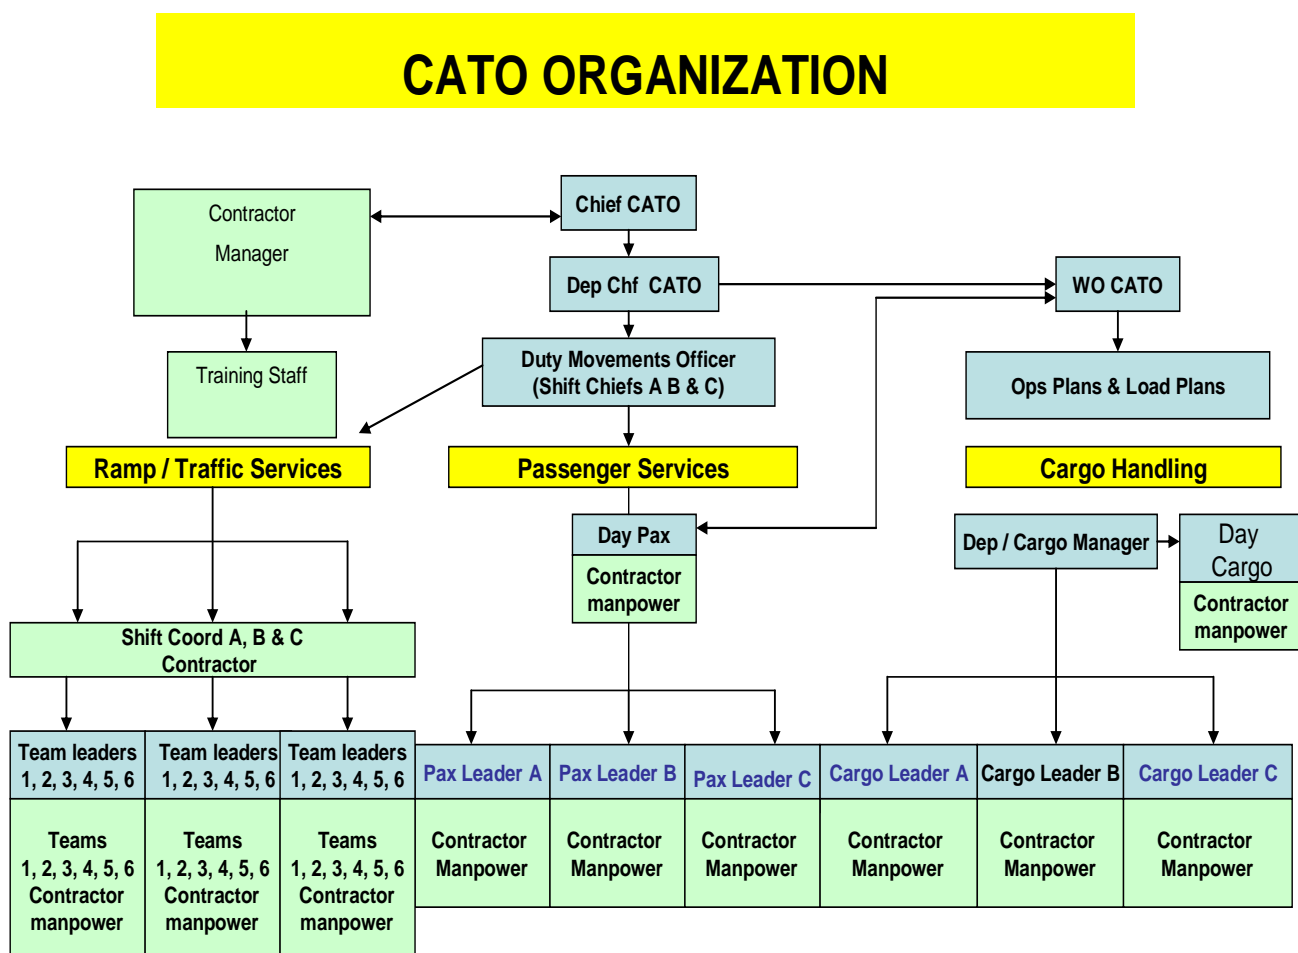 CATO ORGANIZATION
Chief CATO
Contractor
Manager
Dep Chf CATO
WO CATO
Duty Movements Officer
(Shift Chiefs A B & C)
Training Staff
Ops Plans & Load Plans
Ramp / Traffic Services
Passenger Services
Cargo Handling
Day Pax
Contractor
manpower
Dep / Cargo Manager
Day
Cargo
Contractor
manpower
Shift Coord A, B & C
Contractor
Team leaders
1, 2, 3, 4, 5, 6
Team leaders
1, 2, 3, 4, 5, 6
Team leaders
1, 2, 3, 4, 5, 6
Pax Leader A
Pax Leader B
Pax Leader C
Cargo Leader A
Cargo Leader B
Cargo Leader C
Teams
1, 2, 3, 4, 5, 6
Contractor
manpower
Teams
1, 2, 3, 4, 5, 6
Contractor
manpower
Teams
1, 2, 3, 4, 5, 6
Contractor
manpower
Contractor
Manpower
Contractor
Manpower
Contractor
Manpower
Contractor
Manpower
Contractor
Manpower
Contractor
Manpower